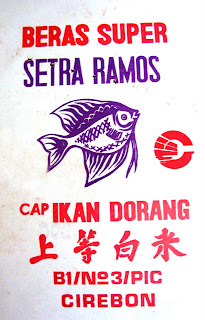 BERAS SUPER
SETRA RAMOS
CAP IKAN DORANG
上等白米
B1/No3/PIC
CIREBON